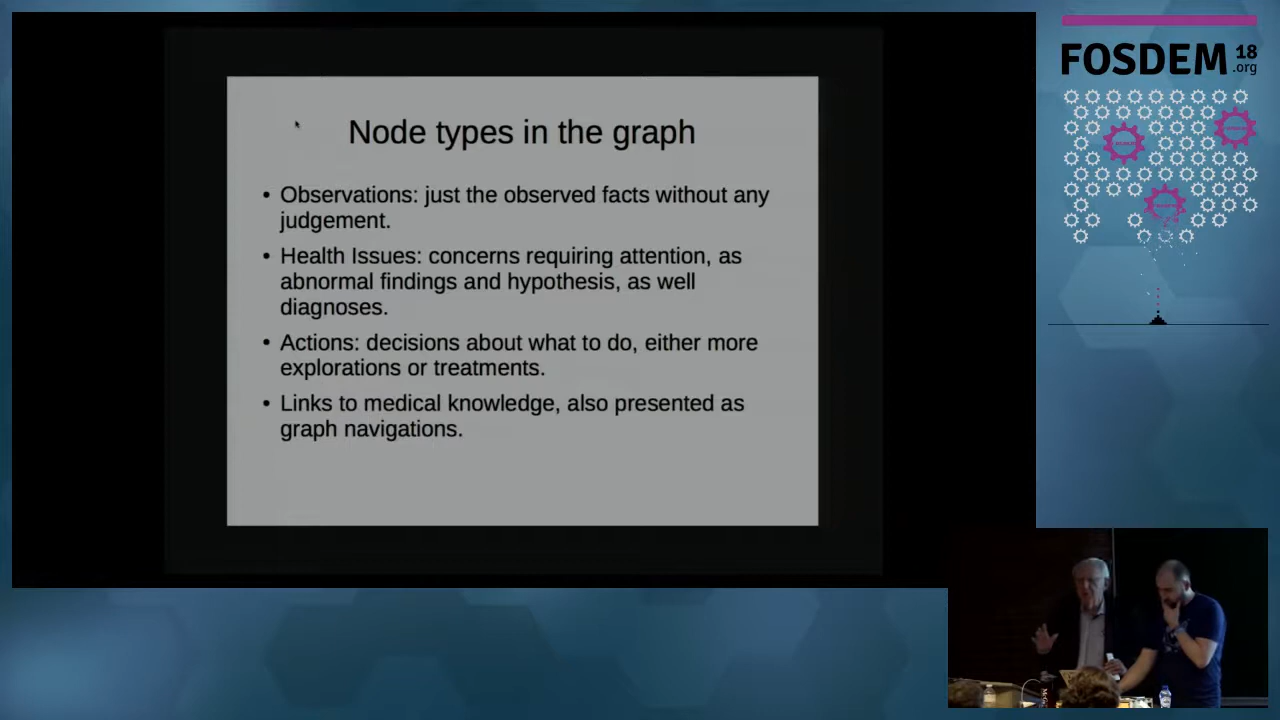 Node types in the graph
• Observations: just the observed facts without any
judgement.
• Health Issues: concerns requiring attention, as
abnormal findings and hypothesis, as well
diagnoses.
• Actions: decisions about what to do, either more
explorations or treatments.
• Links to medical knowledge, also presented as
graph navigations.
FOSDEM 18
.org